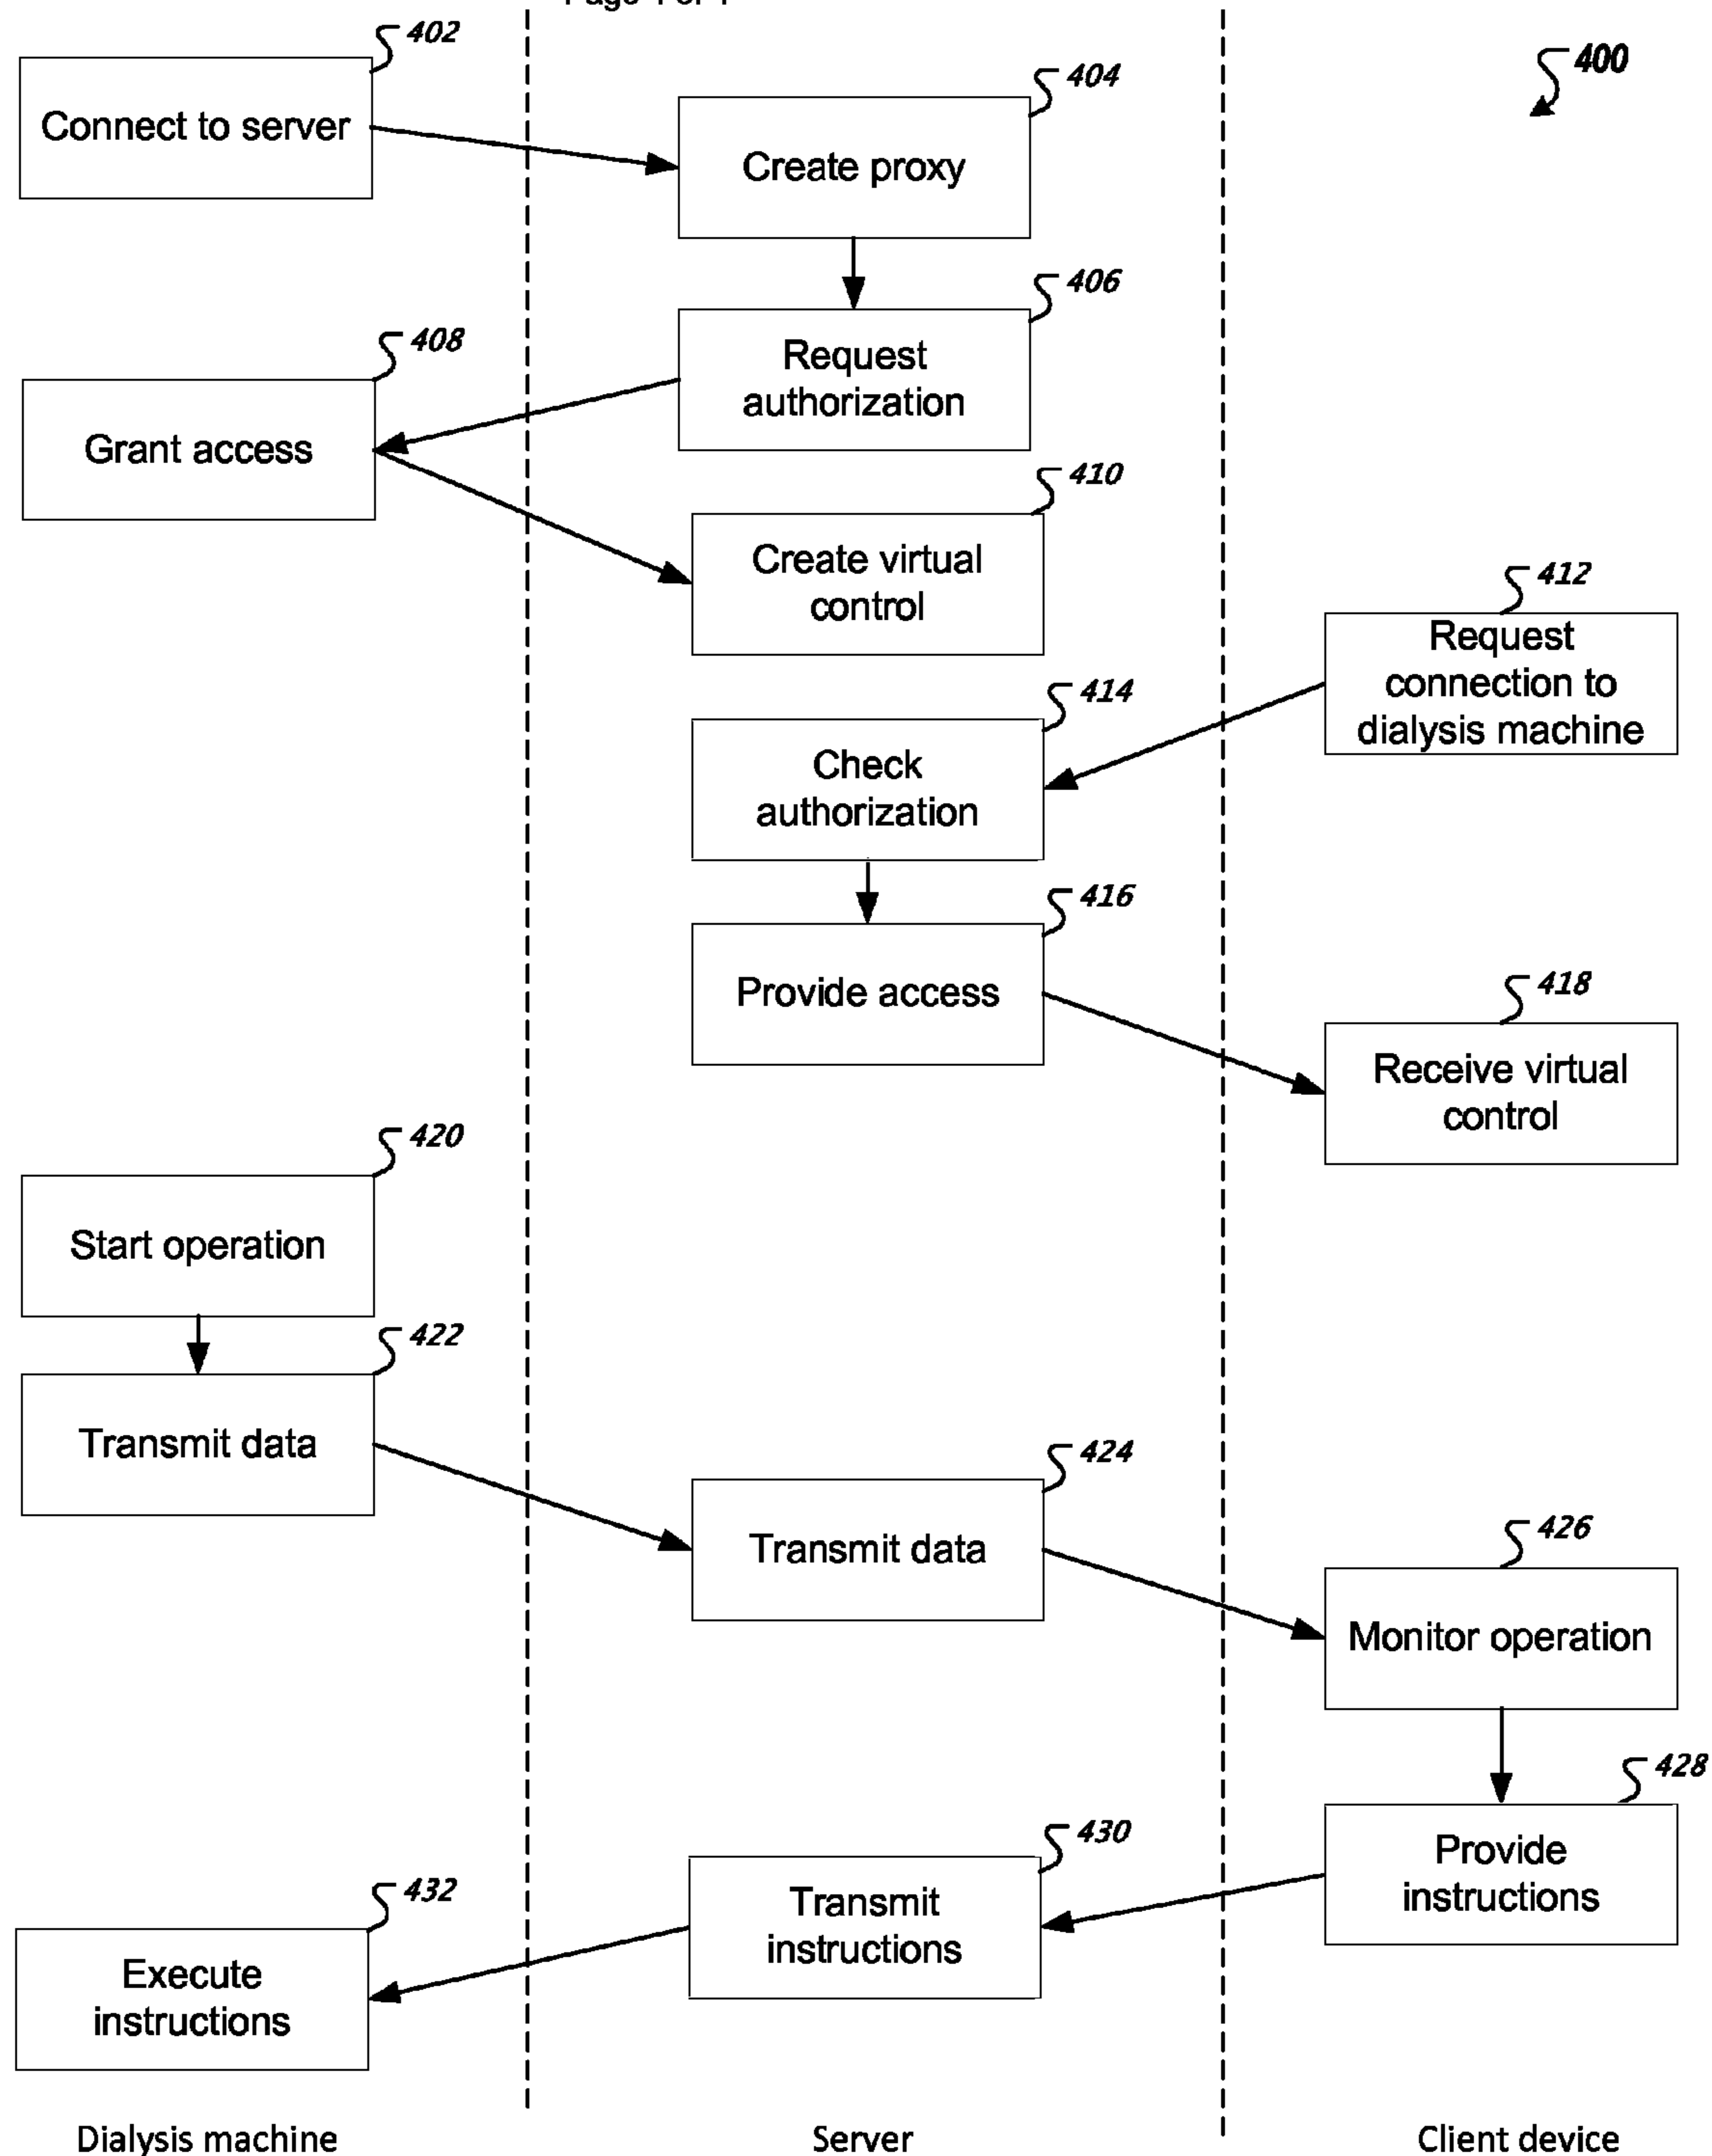 402
Connect to server
404
Create proxy
400
406
Request
authorization
408
Grant access
410
Create virtual
control
412
Request
connection to
dialysis machine
414
Check
authorization
416
Provide access
418
Receive virtual
control
420
Start operation
422
Transmit data
424
Transmit data
426
Monitor operation
428
Provide
instructions
430
Transmit
instructions
432
Execute
instructions
Dialysis machine
Server
Client device